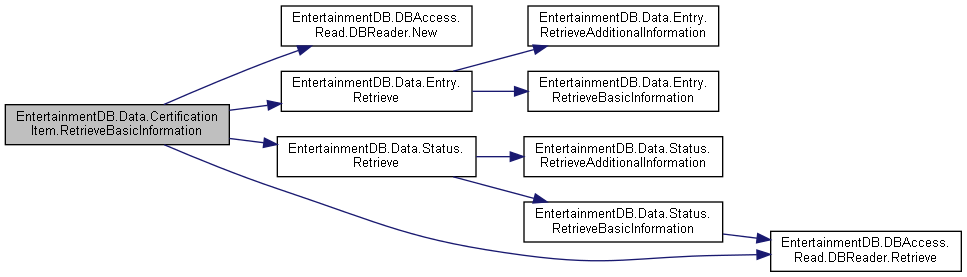 EntertainmentDB.DBAccess.
Read.DBReader.New
EntertainmentDB.Data.Entry.
RetrieveAdditionalInformation
EntertainmentDB.Data.Entry.
Retrieve
EntertainmentDB.Data.Entry.
RetrieveBasicInformation
EntertainmentDB.Data.Certification
Item.RetrieveBasicInformation
EntertainmentDB.Data.Status.
Retrieve
EntertainmentDB.Data.Status.
RetrieveAdditionalInformation
EntertainmentDB.Data.Status.
RetrieveBasicInformation
EntertainmentDB.DBAccess.
Read.DBReader.Retrieve